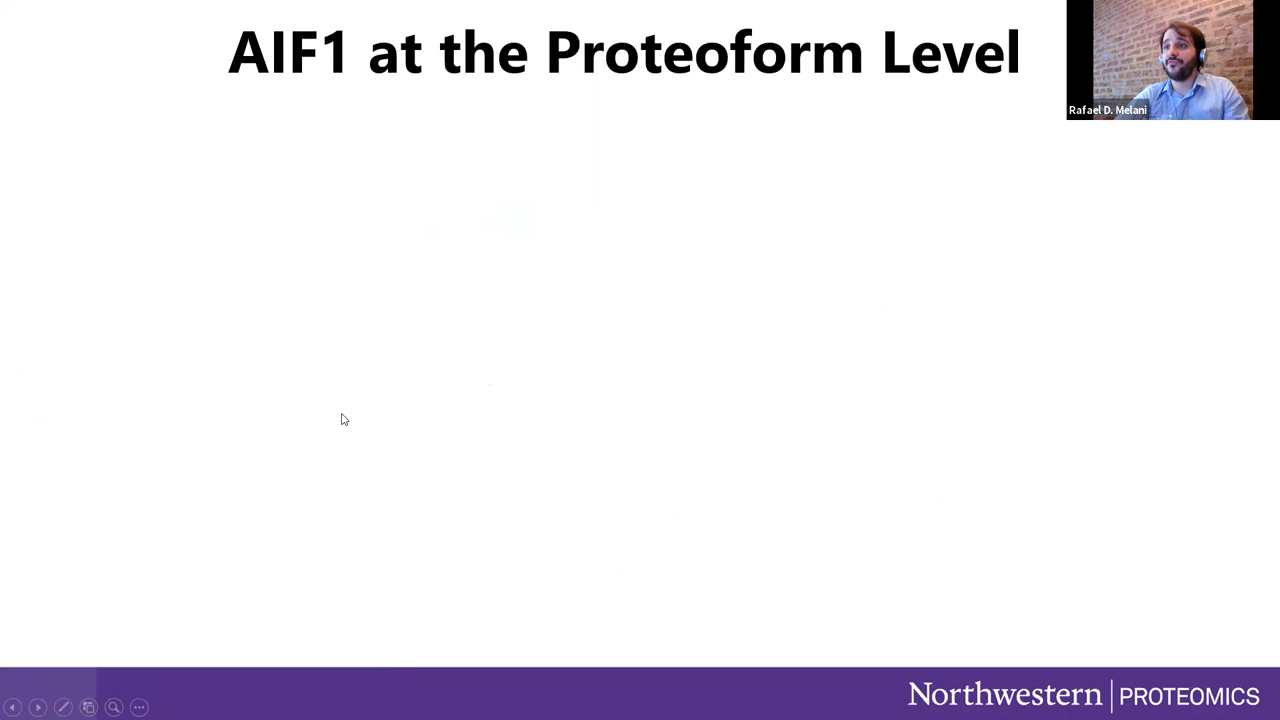 AIF1 at the Proteoform Level
Rafael D. Melani
Northwestern | PROTEOMICS